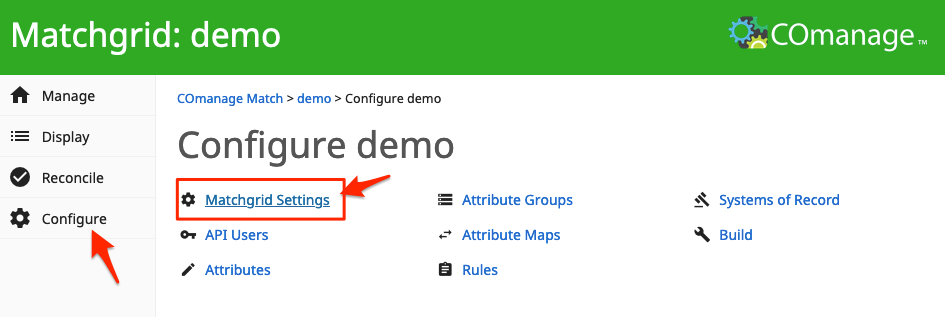 Matchgrid: demo
COmanage™
Manage
Display
Reconcile
Configure
COmanage Match > demo > Configure demo
Configure demo
Matchgrid Settings
Attribute Groups
Systems of Record
API Users
Attribute Maps
Build
Attributes
Rules